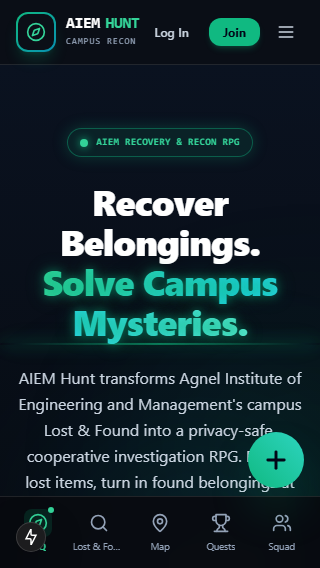 AIEM HUNT
CAMPUS RECON
Log In
Join
AIEM RECOVERY & RECON RPG
Recover
Belongings.
Solve Campus
Mysteries.
AIEM Hunt transforms Agnel Institute of
Engineering and Management's campus
Lost & Found into a privacy-safe
cooperative investigation RPG.
lost items, turn in found belongings at
Lost & Fo...
Map
Quests
Squad